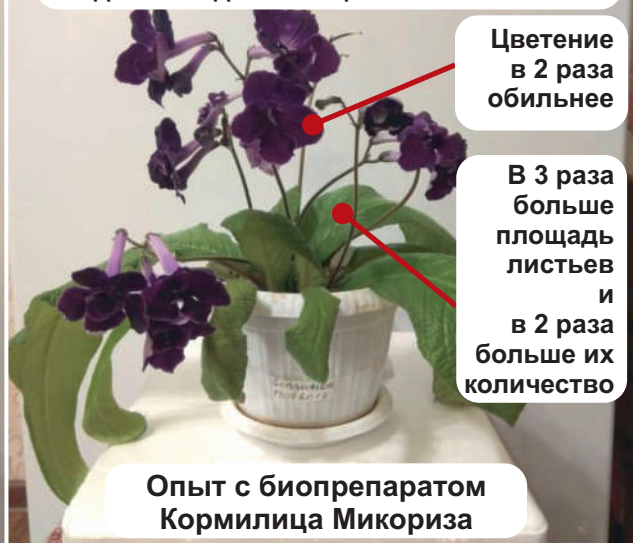 Цветение
в 2 раза
обильнее
В 3 раза
больше
площадь
листьев
и
в 2 раза
больше их
количество
Опыт с биопрепаратом
Кормилица Микориза